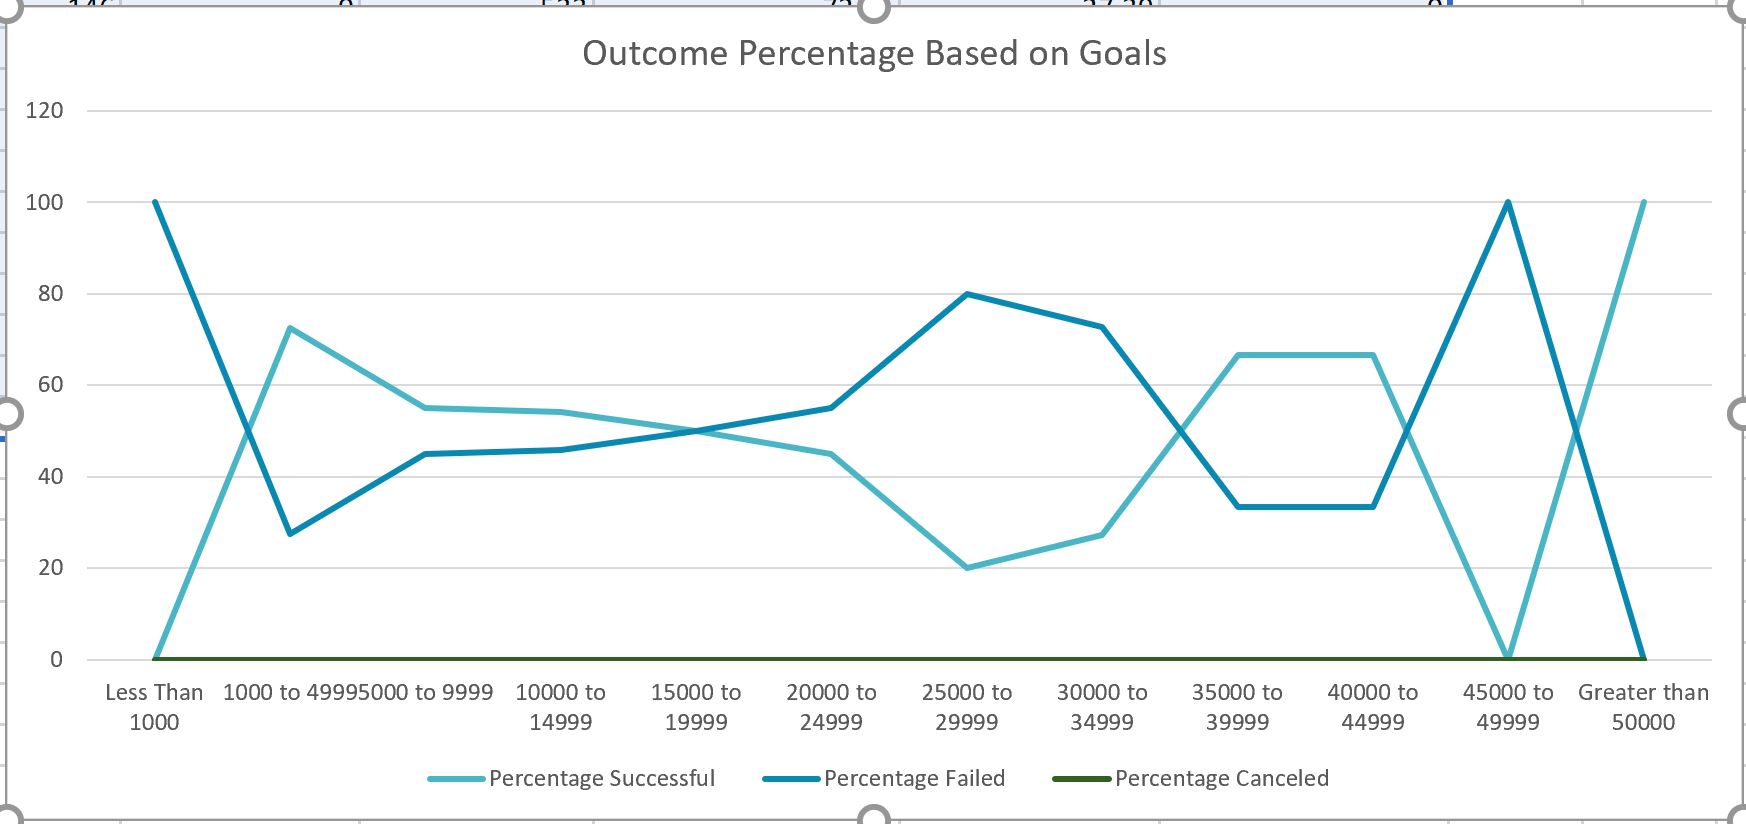 Outcome Percentage Based on Goals
120
100
80
60
40
20
0
Less Than 1000 to 4999 5000 to 9999 10000 to 15000 to 20000 to 25000 to 30000 to 35000 to 40000 to 45000 to Greater than
1000 14999 19999 24999 29999 34999 39999 44999 49999 50000
Percentage Successful Percentage Failed Percentage Canceled